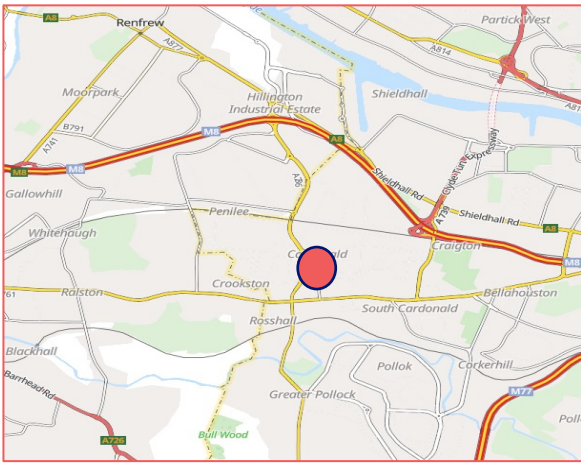 A8
Renfrew
Partick West
A877
A814
Moorpark
Hillington
Industrial Estate
Shieldhall
A81
B791
A741
M8
A8
M8
M8
Clyde Tunnel Expressway
Shieldhall Rd
Gallowhill
A739
Penilee
Shieldhall Rd
A8
Whitehaugh
Craigton
M8
Crookston
761
Ralston
Bellahouston
South Cardonald
Rosshall
Blackhall
Pollok
Corkerhill
Barrhead Rd
M77
Greater Pollock
A726
Bull Wood